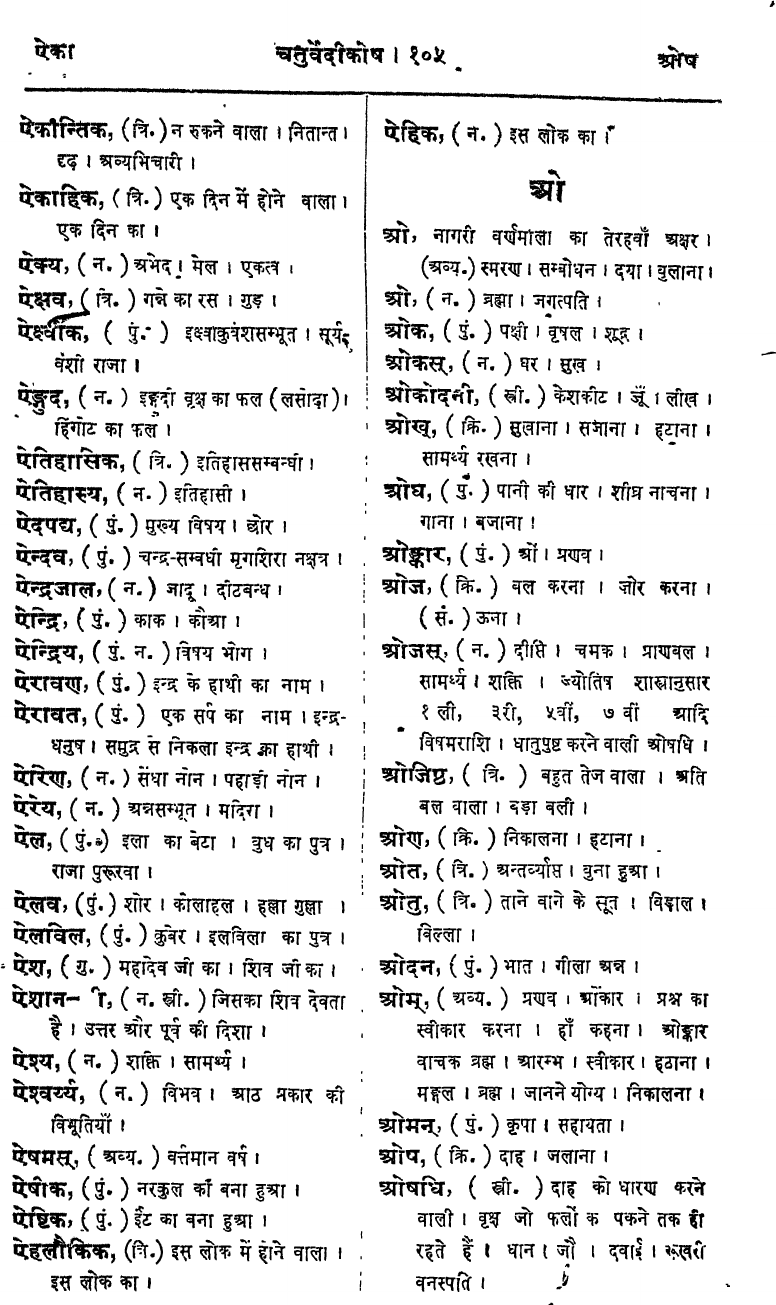 ऐका चतुर्वेदीकोष । १०५ ओष
ऐकान्तिक, (त्रि.) न रुकने वाला । नितान्त ।
दृढ़ । अव्यभिचारी ।
ऐकाहिक, ( त्रि. ) एक दिन में होने वाला ।
एक दिन का ।
ऐक्य, ( न. ) अभेद । मेल । एकत्व ।
ऐक्षव, ( त्रि. ) गन्ने का रस । गुड़ ।
ऐक्ष्वाक, ( पुं. ) इक्ष्वाकुवंशसम्भूत । सूर्य
वंशी राजा ।
ऐङ्गुद, ( न. ) इङ्गदी वृक्ष का फल (लसोदा) ।
हिंगोट का फल ।
ऐतिहासिक, ( त्रि. ) इतिहाससम्बन्धी ।
ऐतिहास्य, ( न. ) इतिहासी ।
ऐदपद्य, ( पुं. ) मुख्य विषय । छोर ।
ऐन्दव, ( पुं. ) चन्द्र-सम्बधी मृगशिरा नक्षत्र ।
ऐन्द्रजाल, ( न. ) जादू । दीटबन्ध ।
ऐन्द्रि, ( पुं. ) काक । कौआ ।
ऐन्द्रिय, ( पुं. न. ) विषय भोग ।
ऐरावण, ( पुं. ) इन्द्र के हाथी का नाम ।
ऐरावत, ( पुं. ) एक सर्प का नाम । इन्द्र-
धनुष । समुद्र से निकला इन्द्र का हाथी ।
ऐरिण, ( न. ) सेंधा नोन । पहाड़ी नोन ।
ऐरेय, ( न. ) अन्नसम्भूत । मदिरा ।
ऐल, ( पुं. ) इला का बेटा । बुध का पुत्र ।
राजा पुरूरवा ।
ऐलव, (पुं.) शोर । कोलाहल । हल्ला गुल्ला ।
ऐलविल, (पुं.) कुबेर । इलविला का पुत्र ।
ऐश, ( गु. ) महादेव जी का । शिव जी का ।
ऐशान- ी, ( न. स्त्री. ) जिसका शिव देवता
है । उत्तर और पूर्व की दिशा ।
ऐश्य, ( न. ) शक्ति । सामर्थ्य ।
ऐश्वर्य्य, ( न. ) विभव । आठ प्रकार की
विभूतियाँ ।
ऐषमस्, ( अव्य. ) वर्त्तमान वर्ष ।
ऐषीक, ( पुं. ) नरकुल का बना हुआ ।
ऐष्टिक, ( पुं. ) ईंट का बना हुआ ।
ऐहलौकिक, (त्रि.) इस लोक में होने वाला ।
इस लोक का ।
ऐहिक, ( न. ) इस लोक का ।
ओ
ओ, नागरी वर्णमाला का तेरहवाँ अक्षर ।
(अव्य.) स्मरण । सम्बोधन । दया । बुलाना ।
ओं, ( न. ) ब्रह्मा । जगत्पति ।
ओक, ( पुं. ) पक्षी । वृषल । शूद्र ।
ओकस्, ( न. ) घर । सुख ।
ओकोदनी, ( स्त्री. ) केशकीट । जूँ । लीख ।
ओख्, ( क्रि. ) सुखाना । सजाना । हटाना ।
सामर्थ्य रखना ।
ओघ, ( पुं. ) पानी की धार । शीघ्र नाचना ।
गाना । बजाना ।
ओङ्कार, ( पुं. ) ओं । प्रणव ।
ओज, ( क्रि. ) बल करना । जोर करना ।
( सं. ) ऊना ।
ओजस्, ( न. ) दीप्ति । चमक । प्राणबल ।
सामर्थ्य । शक्ति । ज्योतिष शास्त्रानुसार
१ ली, ३री, ५वीं, ७ वीं आदि
विषमराशि । धातुपुष्ट करने वाली ओषधि ।
ओजिष्ठ, ( त्रि. ) बहुत तेज वाला । अति
बल वाला । बड़ा बली ।
ओण्, ( क्रि. ) निकालना । हटाना ।
ओत, ( त्रि. ) अन्तर्व्याप्त । बुना हुआ ।
ओतु, ( त्रि. ) ताने वाने के सूत । विड़ाल ।
बिल्ला ।
ओदन, ( पुं. ) भात । गीला अन्न ।
ओम्, ( अव्य. ) प्रणव । ओंकार । प्रश्न का
स्वीकार करना । हाँ कहना । ओङ्कार
वाचक ब्रह्म । आरम्भ । स्वीकार । हठाना ।
मङ्गल । ब्रह्म । जानने योग्य । निकालना ।
ओमन्, ( पुं. ) कृपा । सहायता ।
ओष, ( क्रि. ) दाह । जलाना ।
ओषधि, ( स्त्री. ) दाह को धारण करने
वाली । वृक्ष जो फलों क पकने तक ही
रहते हैं । धान । जौ । दवाई ।
वनस्पति ।